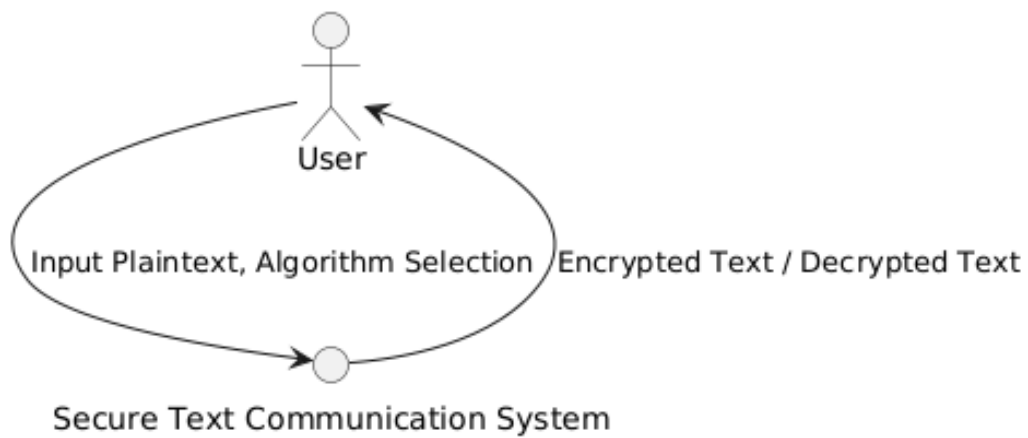 User
Input Plaintext, Algorithm Selection
Encrypted Text / Decrypted Text
Secure Text Communication System